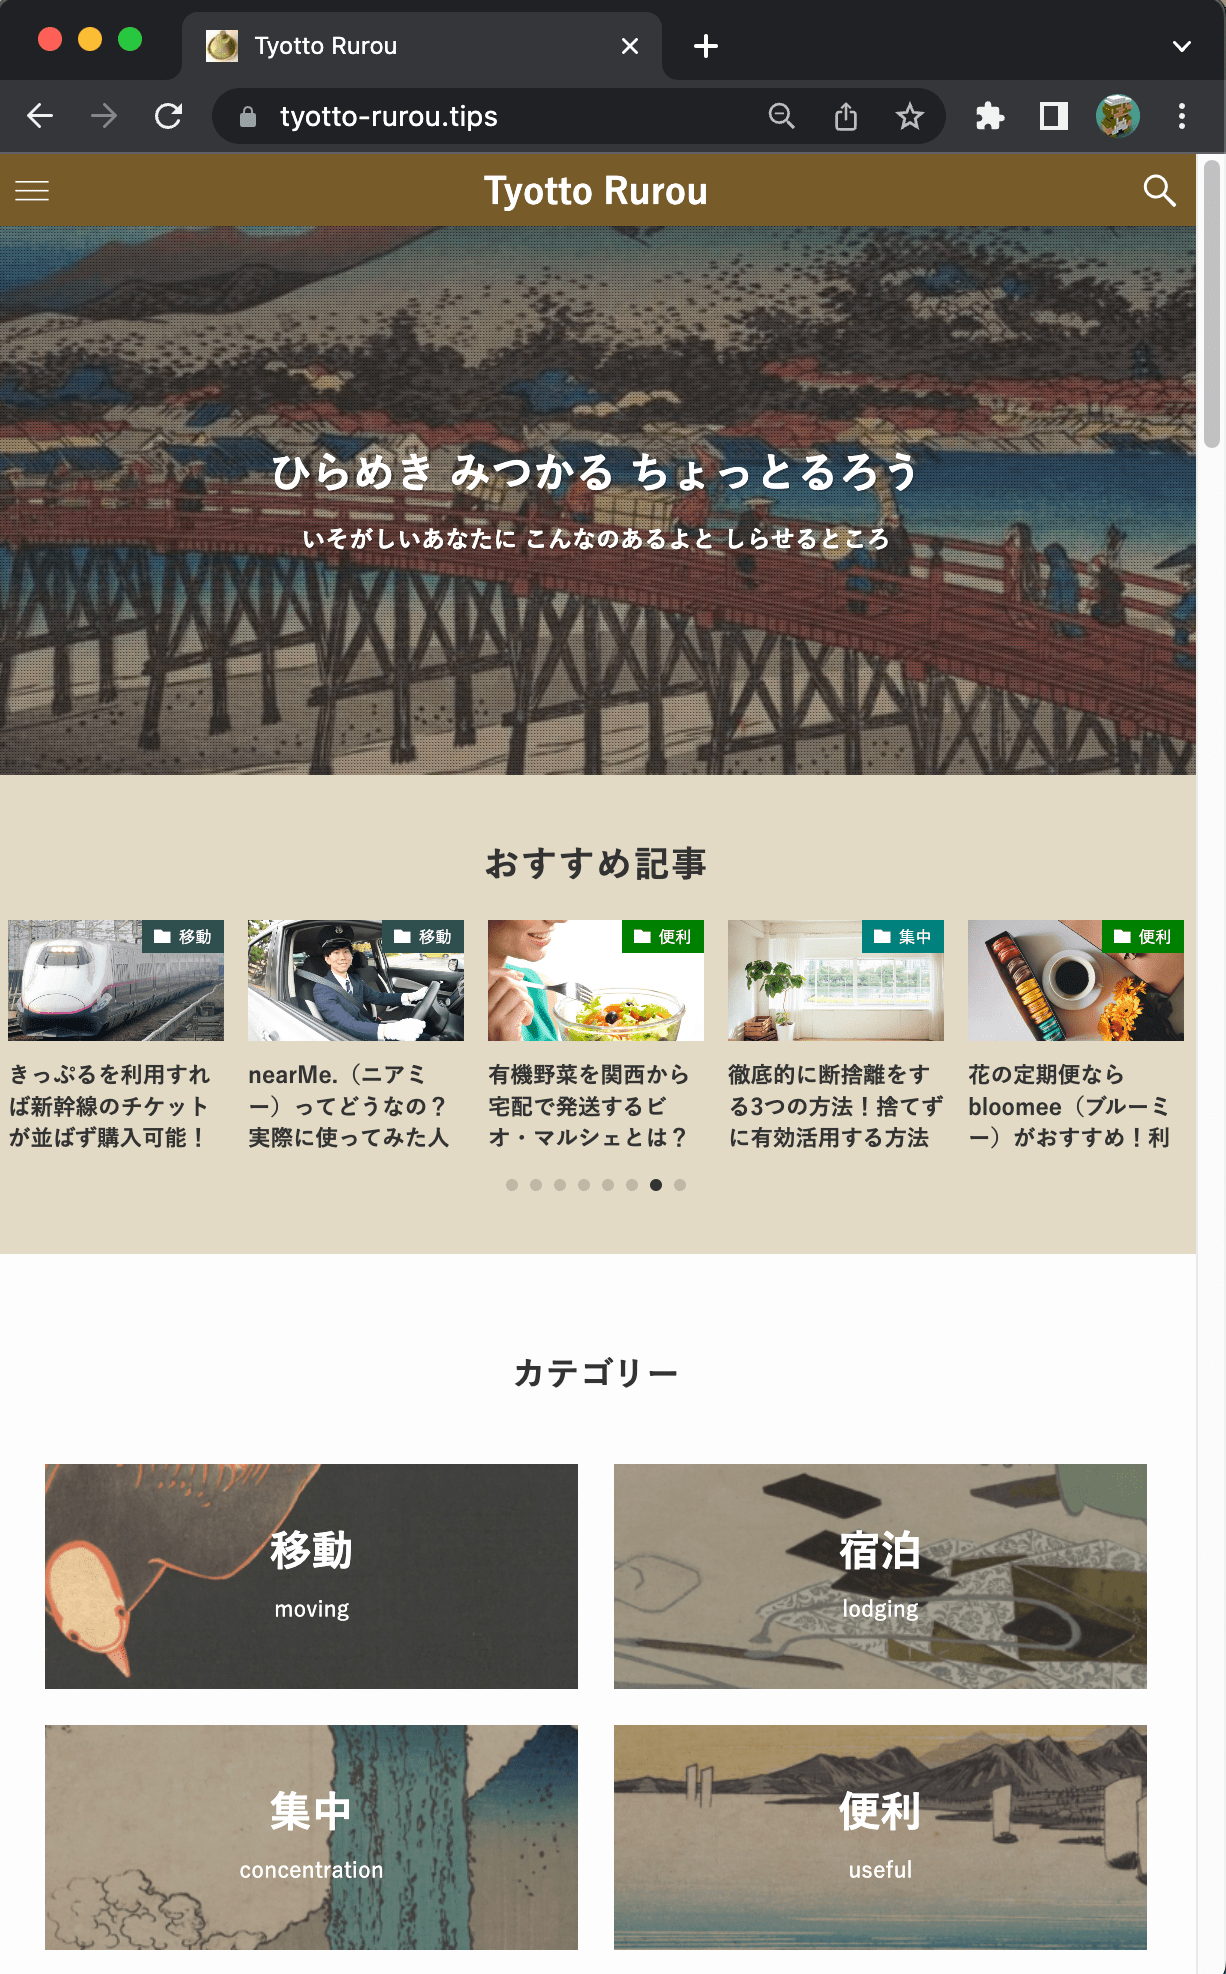 Tyotto Rurou
tyotto-rurou.tips
Tyotto Rurou
ひらめき みつかる ちょっとるろう
いそがしいあなたに こんなのあるよと しらせるところ
おすすめ記事
移動
きっぷるを利用すれ
ば新幹線のチケット
が並ばず購入可能！
移動
nearMe.（ニアミ
ー）ってどうなの？
実際に使ってみた人
便利
有機野菜を関西から
宅配で発送するビ
オ・マルシェとは？
集中
徹底的に断捨離をす
る3つの方法！捨てず
に有効活用する方法
便利
花の定期便なら
bloomee（ブルーミ
ー）がおすすめ！利
カテゴリー
移動
moving
宿泊
lodging
集中
concentration
便利
useful